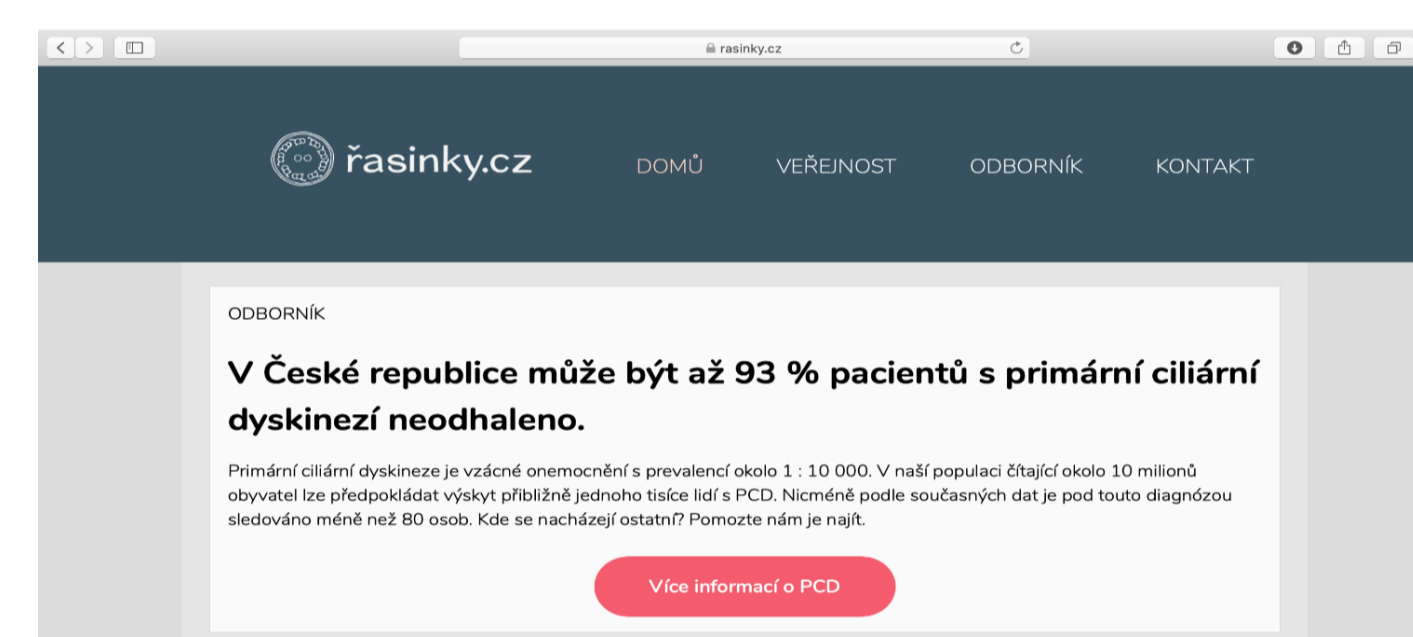 rasinky.cz
řasinky.cz
DOMŮ
VEŘEJNOST
ODBORNÍK
KONTAKT
ODBORNÍK
V České republice může být až 93 % pacientů s primární ciliární
dyskinezí neodhaleno.
Primární ciliární dyskineze je vzácné onemocnění s prevalencí okolo 1 : 10 000. V naší populaci čítající okolo 10 milionů
obyvatel lze předpokládat výskyt přibližně jednoho tisíce lidí s PCD. Nicméně podle současných dat je pod touto diagnózou
sledováno méně než 80 osob. Kde se nacházejí ostatní? Pomozte nám je najít.
Více informací o PCD